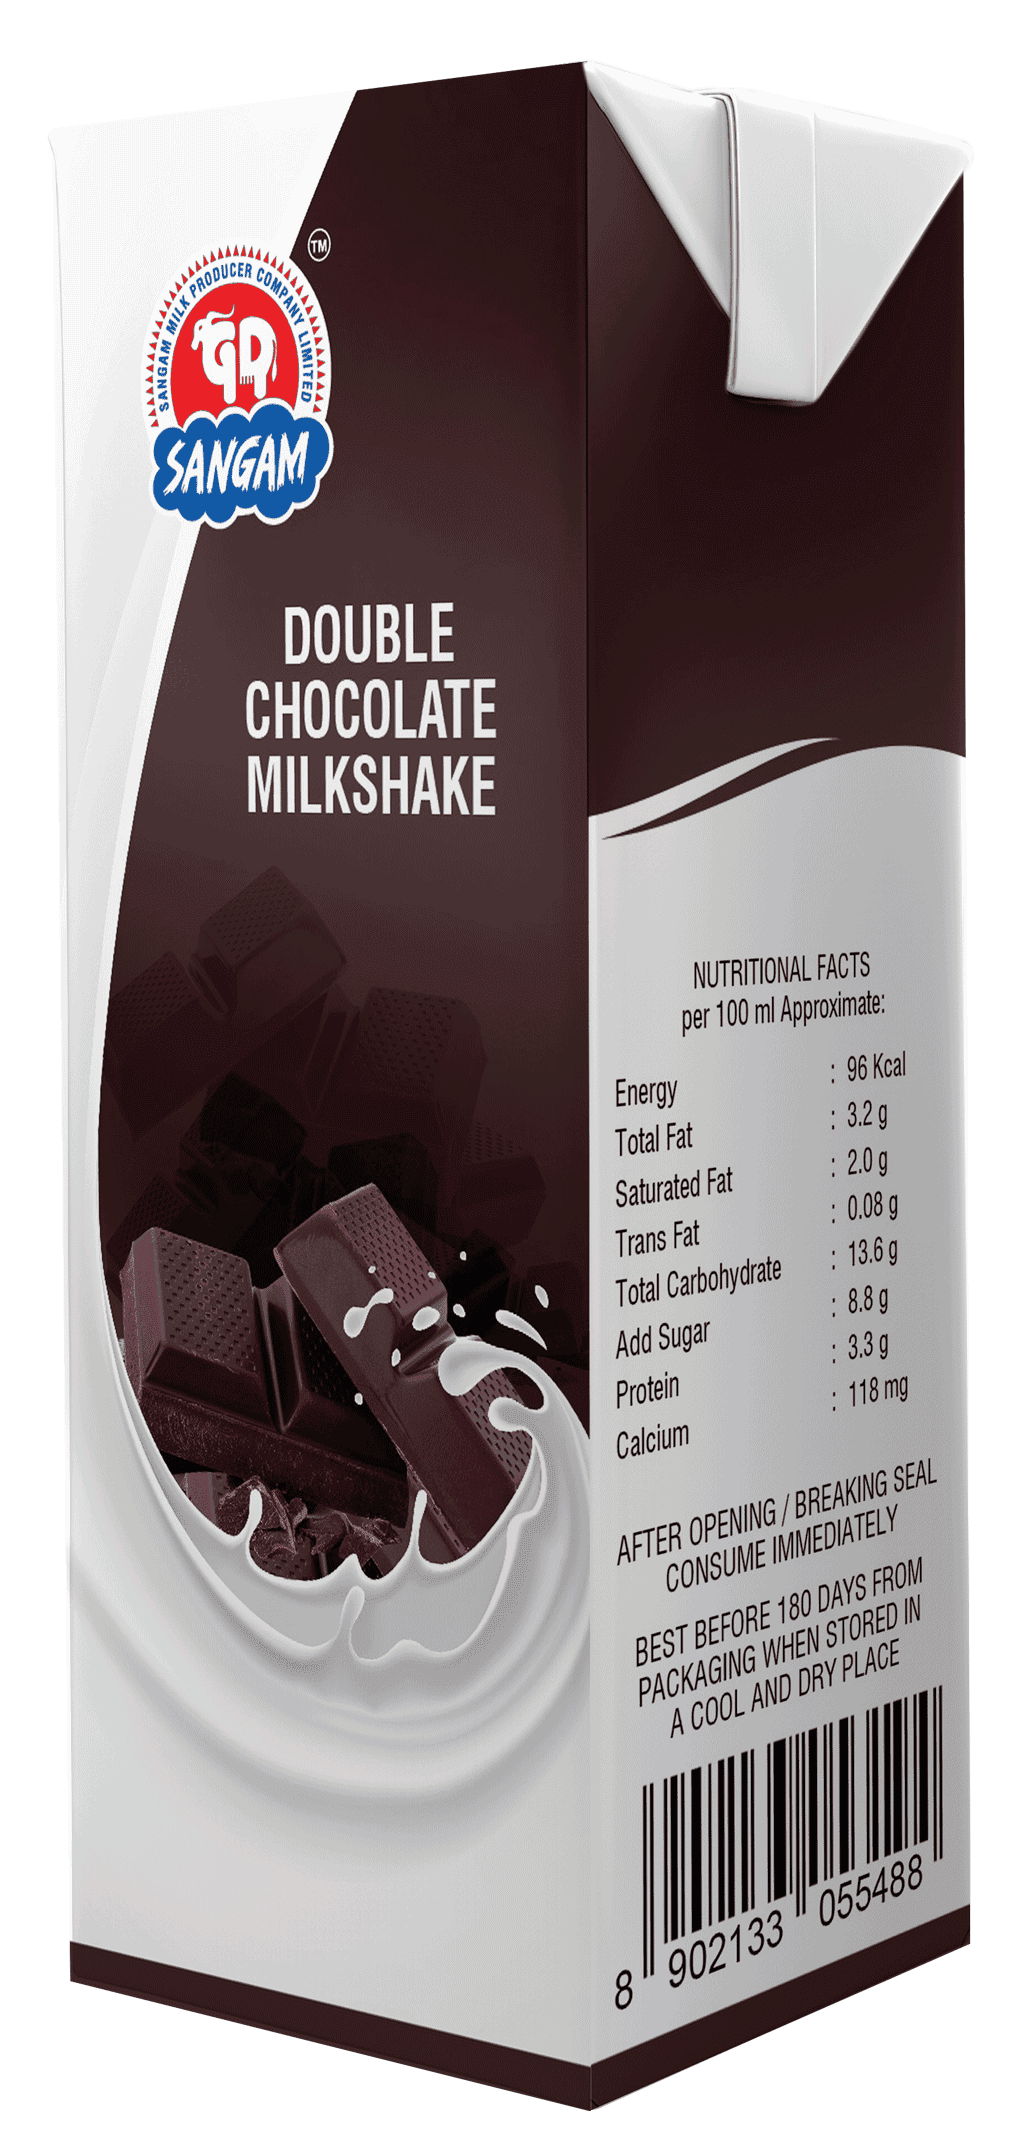 TM
SANGAM MILK PRODUCER COMPANY LIMITED
SANGAM
DOUBLE
CHOCOLATE
MILKSHAKE
NUTRITIONAL FACTS
per 100 ml Approximate:
Energy : 96 Kcal
Total Fat : 3.2 g
Saturated Fat : 2.0 g
Trans Fat : 0.08 g
Total Carbohydrate : 13.6 g
Add Sugar : 8.8 g
Protein : 3.3 g
Calcium : 118 mg
AFTER OPENING / BREAKING SEAL
CONSUME IMMEDIATELY
BEST BEFORE 180 DAYS FROM
PACKAGING WHEN STORED IN
A COOL AND DRY PLACE
8 902133 055488